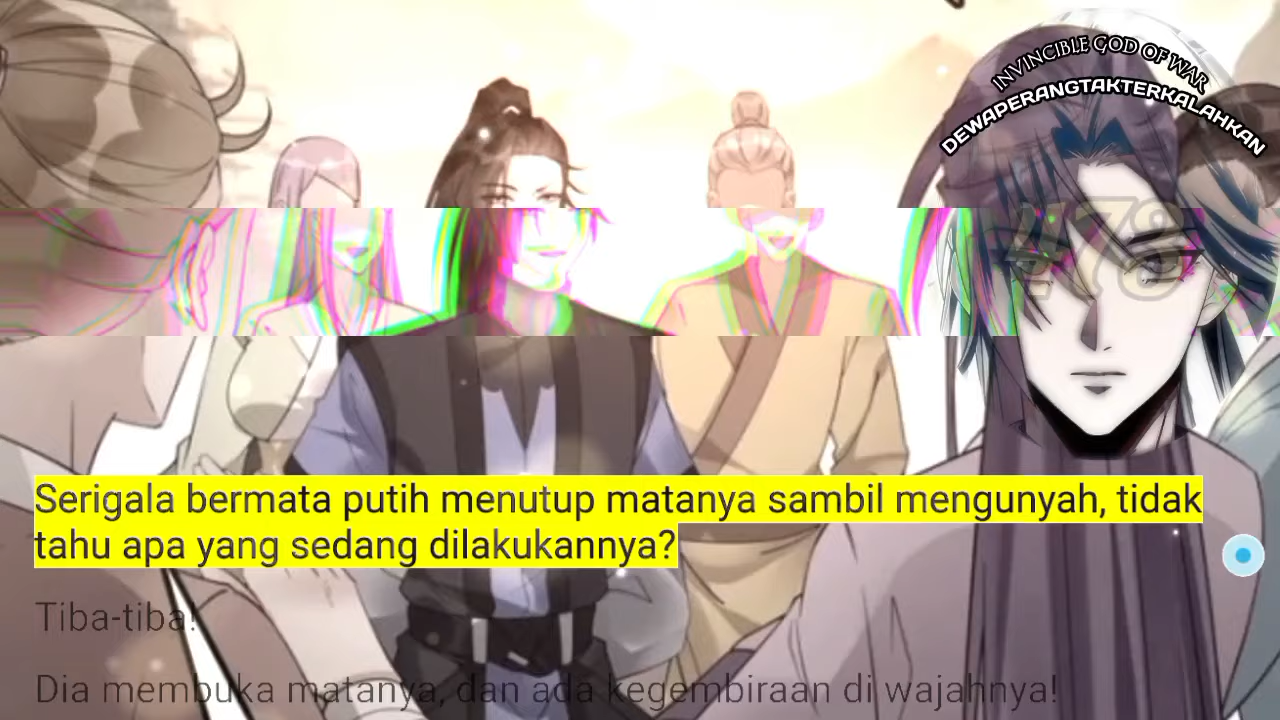 INVINCIBLE GOD OF WAR
DEWAPERANGTAKTERKALAHKAN
478
Serigala bermata putih menutup matanya sambil mengunyah, tidak
tahu apa yang sedang dilakukannya?
Tiba-tiba!
Dia membuka matanya, dan ada kegembiraan di wajahnya!